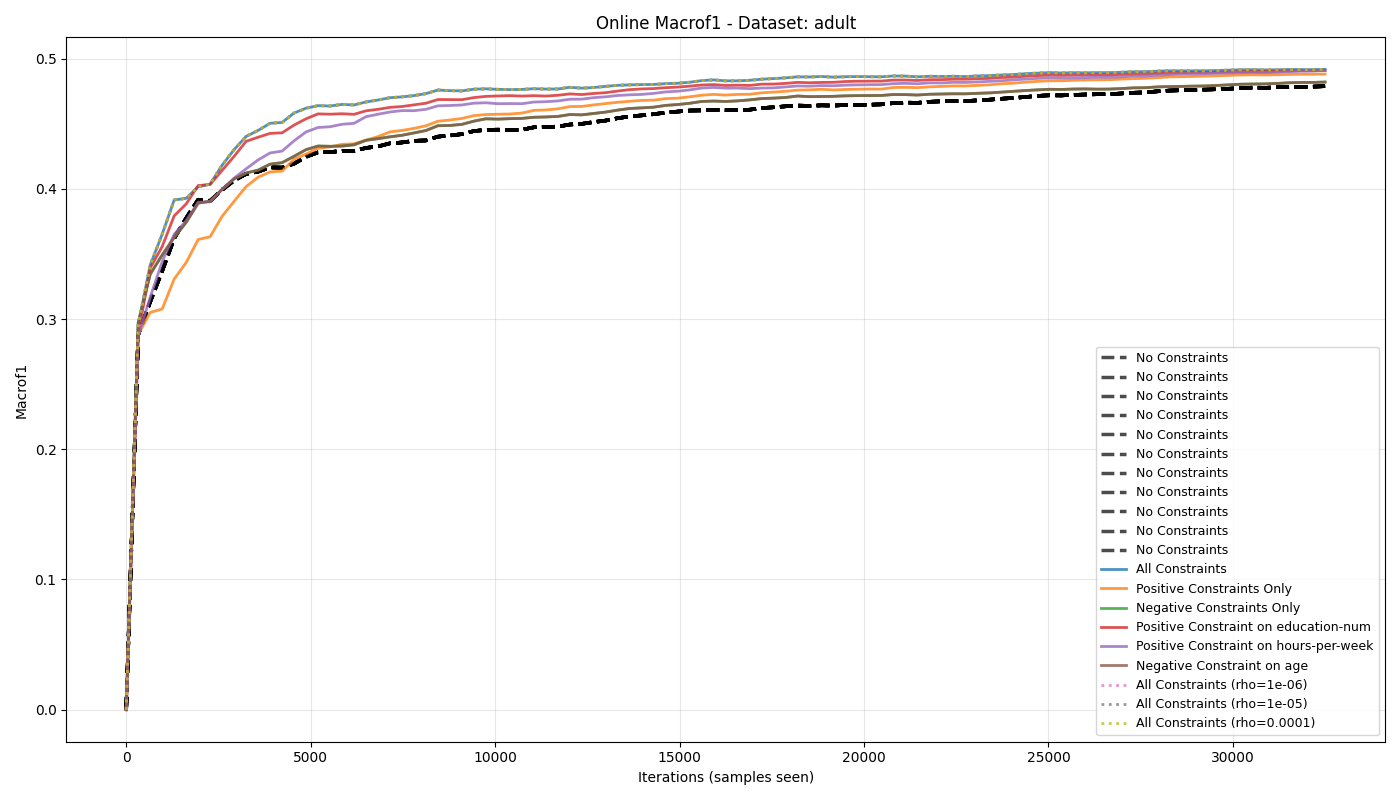 Online Macrof1 - Dataset: adult
0.5
0.4
0.3
0.2
0.1
0.0
Macrof1
No Constraints
No Constraints
No Constraints
No Constraints
No Constraints
No Constraints
No Constraints
No Constraints
No Constraints
No Constraints
No Constraints
All Constraints
Positive Constraints Only
Negative Constraints Only
Positive Constraint on education-num
Positive Constraint on hours-per-week
Negative Constraint on age
All Constraints (rho=1e-06)
All Constraints (rho=1e-05)
All Constraints (rho=0.0001)
0 5000 10000 15000 20000 25000 30000
Iterations (samples seen)